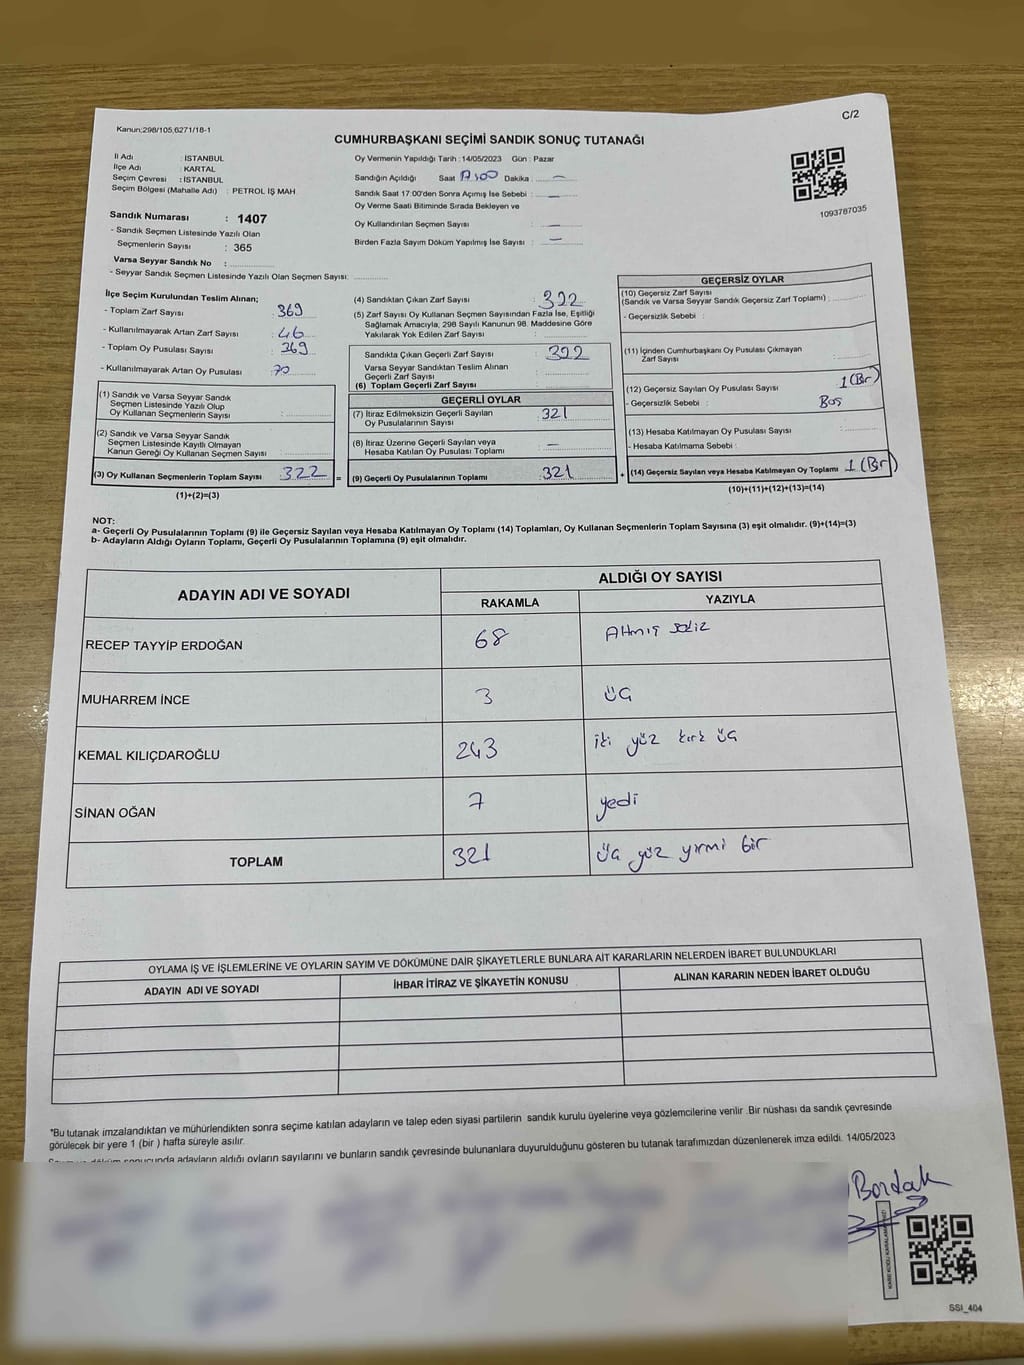 Kanun;298/105,6271/18-1
C/2
CUMHURBAŞKANI SEÇİMİ SANDIK SONUÇ TUTANAĞI
İl Adı : İSTANBUL
İlçe Adı : KARTAL
Seçim Çevresi : İSTANBUL
Seçim Bölgesi (Mahalle Adı) : PETROL İŞ MAH
Oy Vermenin Yapıldığı Tarih : 14/05/2023 Gün : Pazar
Sandığın Açıldığı Saat 17:00 Dakika : —
Sandık Saat 17:00'den Sonra Açımış İse Sebebi : —
Oy Verme Saati Bitiminde Sırada Bekleyen ve
Oy Kullandırılan Seçmen Sayısı —
Birden Fazla Sayım Döküm Yapılmış İse Sayısı : —
1093787035
Sandık Numarası : 1407
- Sandık Seçmen Listesinde Yazılı Olan
Seçmenlerin Sayısı : 365
Varsa Seyyar Sandık No :
- Seyyar Sandık Seçmen Listesinde Yazılı Olan Seçmen Sayısı:
İlçe Seçim Kurulundan Teslim Alınan;
- Toplam Zarf Sayısı : 369
- Kullanılmayarak Artan Zarf Sayısı : 46
- Toplam Oy Pusulası Sayısı : 369
- Kullanılmayarak Artan Oy Pusulası : 70
(1) Sandık ve Varsa Seyyar Sandık
Seçmen Listesinde Yazılı Olup
Oy Kullanan Seçmenlerin Sayısı :
(2) Sandık ve Varsa Seyyar Sandık
Seçmen Listesinde Kayıtlı Olmayan
Kanun Gereği Oy Kullanan Seçmen Sayısı :
(3) Oy Kullanan Seçmenlerin Toplam Sayısı : 322 =
(1)+(2)=(3)
(4) Sandıktan Çıkan Zarf Sayısı : 322
(5) Zarf Sayısı Oy Kullanan Seçmen Sayısından Fazla İse, Eşitliği
Sağlamak Amacıyla, 298 Sayılı Kanunun 98. Maddesine Göre
Yakılarak Yok Edilen Zarf Sayısı :
Sandıkta Çıkan Geçerli Zarf Sayısı : 322
Varsa Seyyar Sandıktan Teslim Alınan
Geçerli Zarf Sayısı :
(6) Toplam Geçerli Zarf Sayısı :
GEÇERLİ OYLAR
(7) İtiraz Edilmeksizin Geçerli Sayılan
Oy Pusulalarının Sayısı : 321
(8) İtiraz Üzerine Geçerli Sayılan veya
Hesaba Katılan Oy Pusulası Toplamı : —
(9) Geçerli Oy Pusulalarının Toplamı : 321 +
GEÇERSİZ OYLAR
(10) Geçersiz Zarf Sayısı
(Sandık ve Varsa Seyyar Sandık Geçersiz Zarf Toplamı) :
- Geçersizlik Sebebi :
(11) İçinden Cumhurbaşkanı Oy Pusulası Çıkmayan
Zarf Sayısı :
(12) Geçersiz Sayılan Oy Pusulası Sayısı : 1 (Bir)
- Geçersizlik Sebebi : Boş
(13) Hesaba Katılmayan Oy Pusulası Sayısı :
- Hesaba Katılmama Sebebi :
(14) Geçersiz Sayılan veya Hesaba Katılmayan Oy Toplamı 1 (Bir)
(10)+(11)+(12)+(13)=(14)
NOT:
a- Geçerli Oy Pusulalarının Toplamı (9) ile Geçersiz Sayılan veya Hesaba Katılmayan Oy Toplamı (14) Toplamları, Oy Kullanan Seçmenlerin Toplam Sayısına (3) eşit olmalıdır. (9)+(14)=(3)
b- Adayların Aldığı Oyların Toplamı, Geçerli Oy Pusulalarının Toplamına (9) eşit olmalıdır.
ADAYIN ADI VE SOYADI ALDIĞI OY SAYISI
RAKAMLA YAZIYLA
RECEP TAYYİP ERDOĞAN 68 Altmış sekiz
MUHARREM İNCE 3 üç
KEMAL KILIÇDAROĞLU 243 iki yüz kırk üç
SİNAN OĞAN 7 yedi
TOPLAM 321 üç yüz yirmi bir
OYLAMA İŞ VE İŞLEMLERİNE VE OYLARIN SAYIM VE DÖKÜMÜNE DAİR ŞİKAYETLERLE BUNLARA AİT KARARLARIN NELERDEN İBARET BULUNDUKLARI
ADAYIN ADI VE SOYADI İHBAR İTİRAZ VE ŞİKAYETİN KONUSU ALINAN KARARIN NEDEN İBARET OLDUĞU
*Bu tutanak imzalandıktan ve mühürlendikten sonra seçime katılan adayların ve talep eden siyasi partilerin sandık kurulu üyelerine veya gözlemcilerine verilir .Bir nüshası da sandık çevresinde
görülecek bir yere 1 (bir ) hafta süreyle asılır.
sonucunda adayların aldığı oyların sayılarını ve bunların sandık çevresinde bulunanlara duyurulduğunu gösteren bu tutanak tarafımızdan düzenlenerek imza edildi. 14/05/2023
Bordak
SSI_404